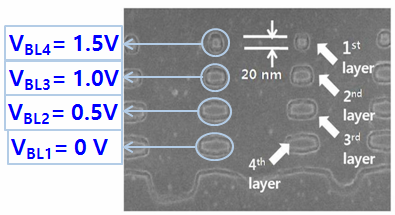 V_BL4 = 1.5V
V_BL3 = 1.0V
V_BL2 = 0.5V
V_BL1 = 0 V
20 nm
1st
layer
2nd
layer
3rd
layer
4th
layer